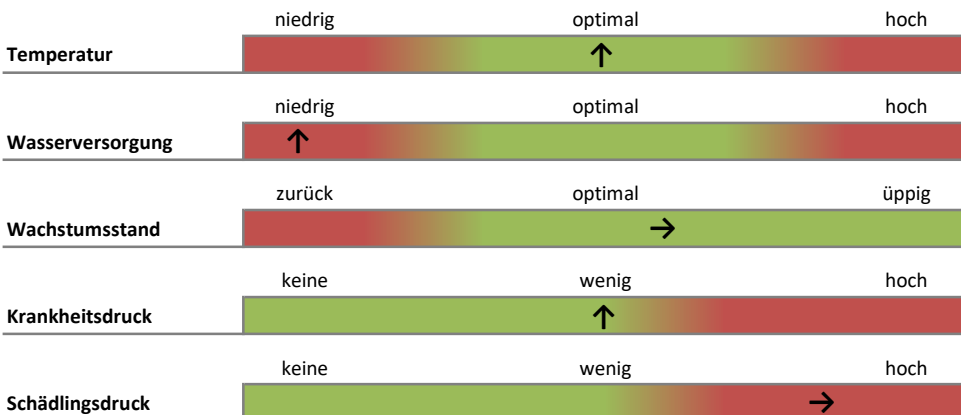 niedrig optimal hoch
Temperatur ↑
niedrig optimal hoch
Wasserversorgung ↑
zurück optimal üppig
Wachstumsstand →
keine wenig hoch
Krankheitsdruck ↑
keine wenig hoch
Schädlingsdruck →